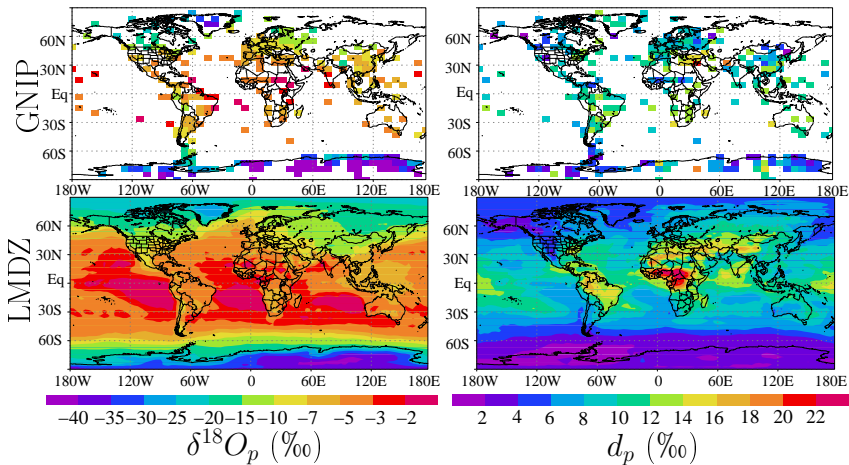 GNIP
60N
30N
Eq
30S
60S
180W 120W 60W 0 60E 120E 180E
60N
30N
Eq
30S
60S
180W 120W 60W 0 60E 120E 180E
LMDZ
60N
30N
Eq
30S
60S
180W 120W 60W 0 60E 120E 180E
60N
30N
Eq
30S
60S
180W 120W 60W 0 60E 120E 180E
−40 −35 −30 −25 −20 −15 −10 −7 −5 −3 −2
δ¹⁸Oₚ (‰)
2 4 6 8 10 12 14 16 18 20 22
dₚ (‰)